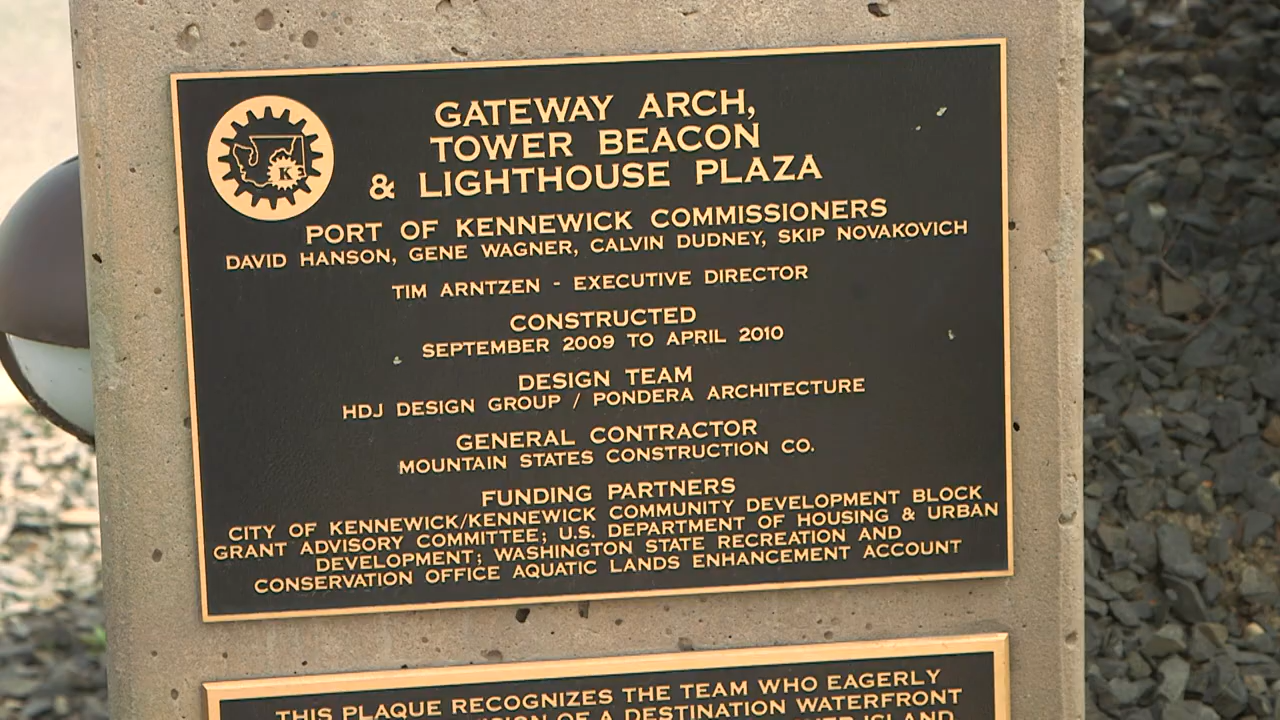 GATEWAY ARCH,
TOWER BEACON
& LIGHTHOUSE PLAZA
K
PORT OF KENNEWICK COMMISSIONERS
DAVID HANSON, GENE WAGNER, CALVIN DUDNEY, SKIP NOVAKOVICH
TIM ARNTZEN - EXECUTIVE DIRECTOR
CONSTRUCTED
SEPTEMBER 2009 TO APRIL 2010
DESIGN TEAM
HDJ DESIGN GROUP / PONDERA ARCHITECTURE
GENERAL CONTRACTOR
MOUNTAIN STATES CONSTRUCTION CO.
FUNDING PARTNERS
CITY OF KENNEWICK/KENNEWICK COMMUNITY DEVELOPMENT BLOCK
GRANT ADVISORY COMMITTEE; U.S. DEPARTMENT OF HOUSING & URBAN
DEVELOPMENT; WASHINGTON STATE RECREATION AND
CONSERVATION OFFICE AQUATIC LANDS ENHANCEMENT ACCOUNT
THIS PLAQUE RECOGNIZES THE TEAM WHO EAGERLY
OF A DESTINATION WATERFRONT
ISLAND